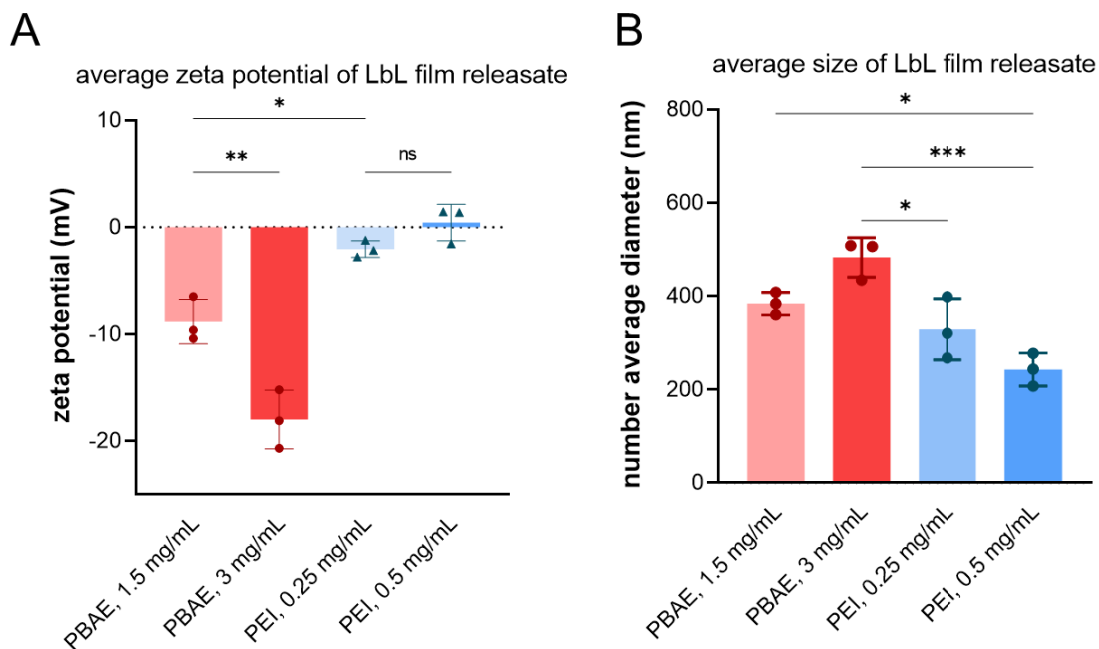 A
average zeta potential of LbL film releasate
*
**
ns
10
0
-10
-20
zeta potential (mV)
PBAE, 1.5 mg/mL
PBAE, 3 mg/mL
PEI, 0.25 mg/mL
PEI, 0.5 mg/mL
B
average size of LbL film releasate
*
***
*
800
600
400
200
0
number average diameter (nm)
PBAE, 1.5 mg/mL
PBAE, 3 mg/mL
PEI, 0.25 mg/mL
PEI, 0.5 mg/mL